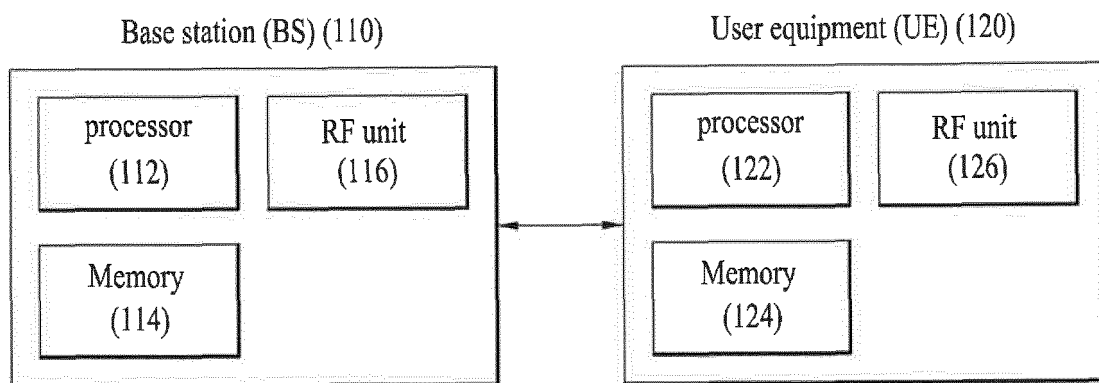 Base station (BS) (110)
User equipment (UE) (120)
processor
(112)
RF unit
(116)
Memory
(114)
processor
(122)
RF unit
(126)
Memory
(124)